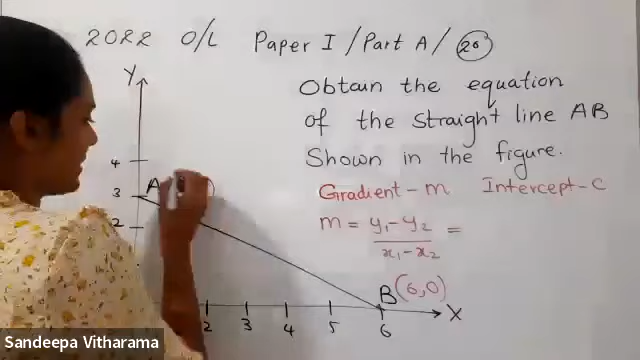 2022 O/L Paper I / Part A / 20
Obtain the equation
of the straight line AB
shown in the figure.
Gradient - m Intercept - c
m = y₁ - y₂ / x₁ - x₂ =
Y
4
3
A
2
B (6,0)
X
2 3 4 5 6
Sandeepa Vitharama